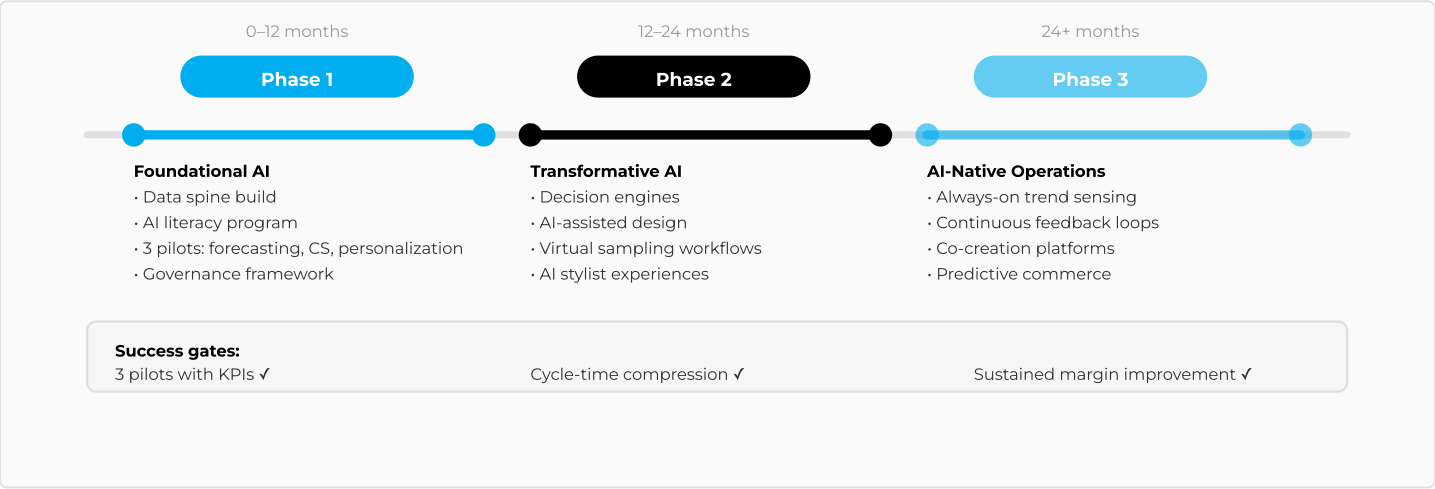 0–12 months
Phase 1
Foundational AI
• Data spine build
• AI literacy program
• 3 pilots: forecasting, CS, personalization
• Governance framework
12–24 months
Phase 2
Transformative AI
• Decision engines
• AI-assisted design
• Virtual sampling workflows
• AI stylist experiences
24+ months
Phase 3
AI-Native Operations
• Always-on trend sensing
• Continuous feedback loops
• Co-creation platforms
• Predictive commerce
Success gates:
3 pilots with KPIs ✓
Cycle-time compression ✓
Sustained margin improvement ✓